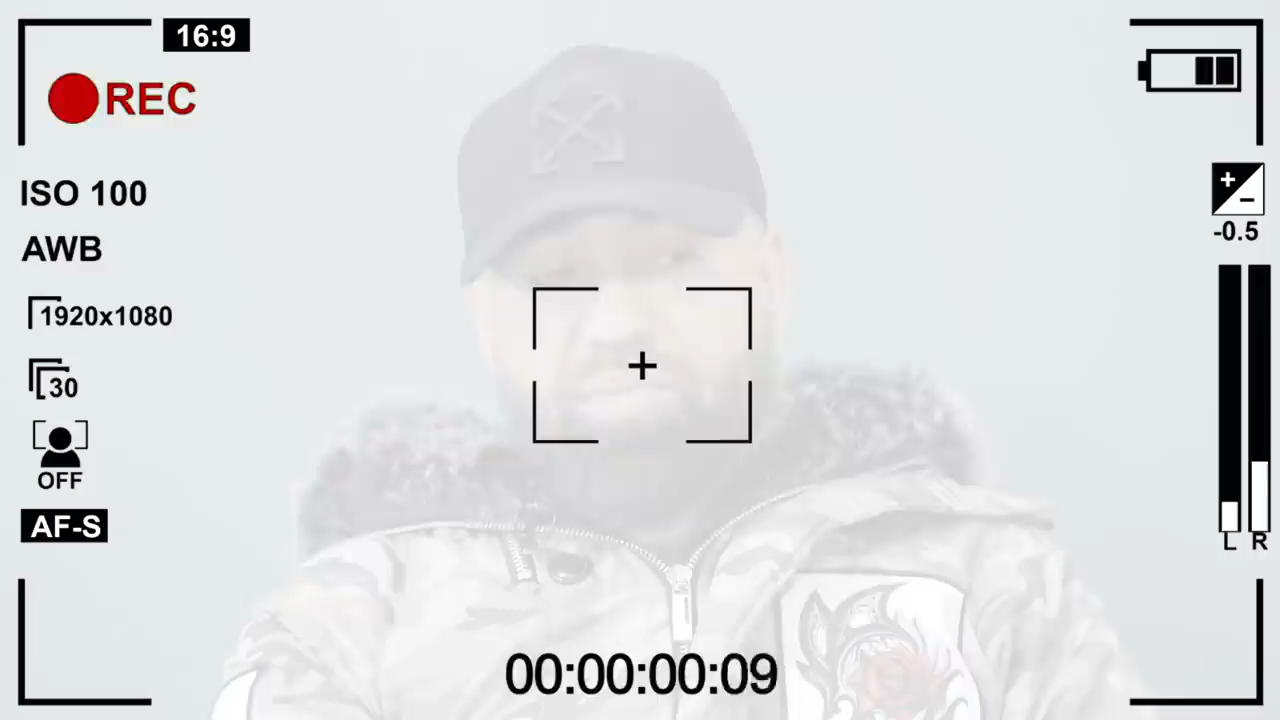 16:9
REC
ISO 100
AWB
1920x1080
30
OFF
AF-S
+
−
-0.5
L R
00:00:00:09